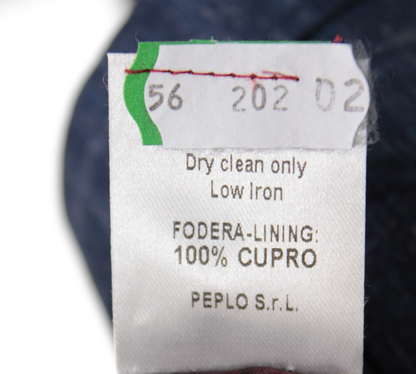 56 202 02
Dry clean only
Low Iron
FODERA-LINING:
100% CUPRO
PEPLO S.r.L.